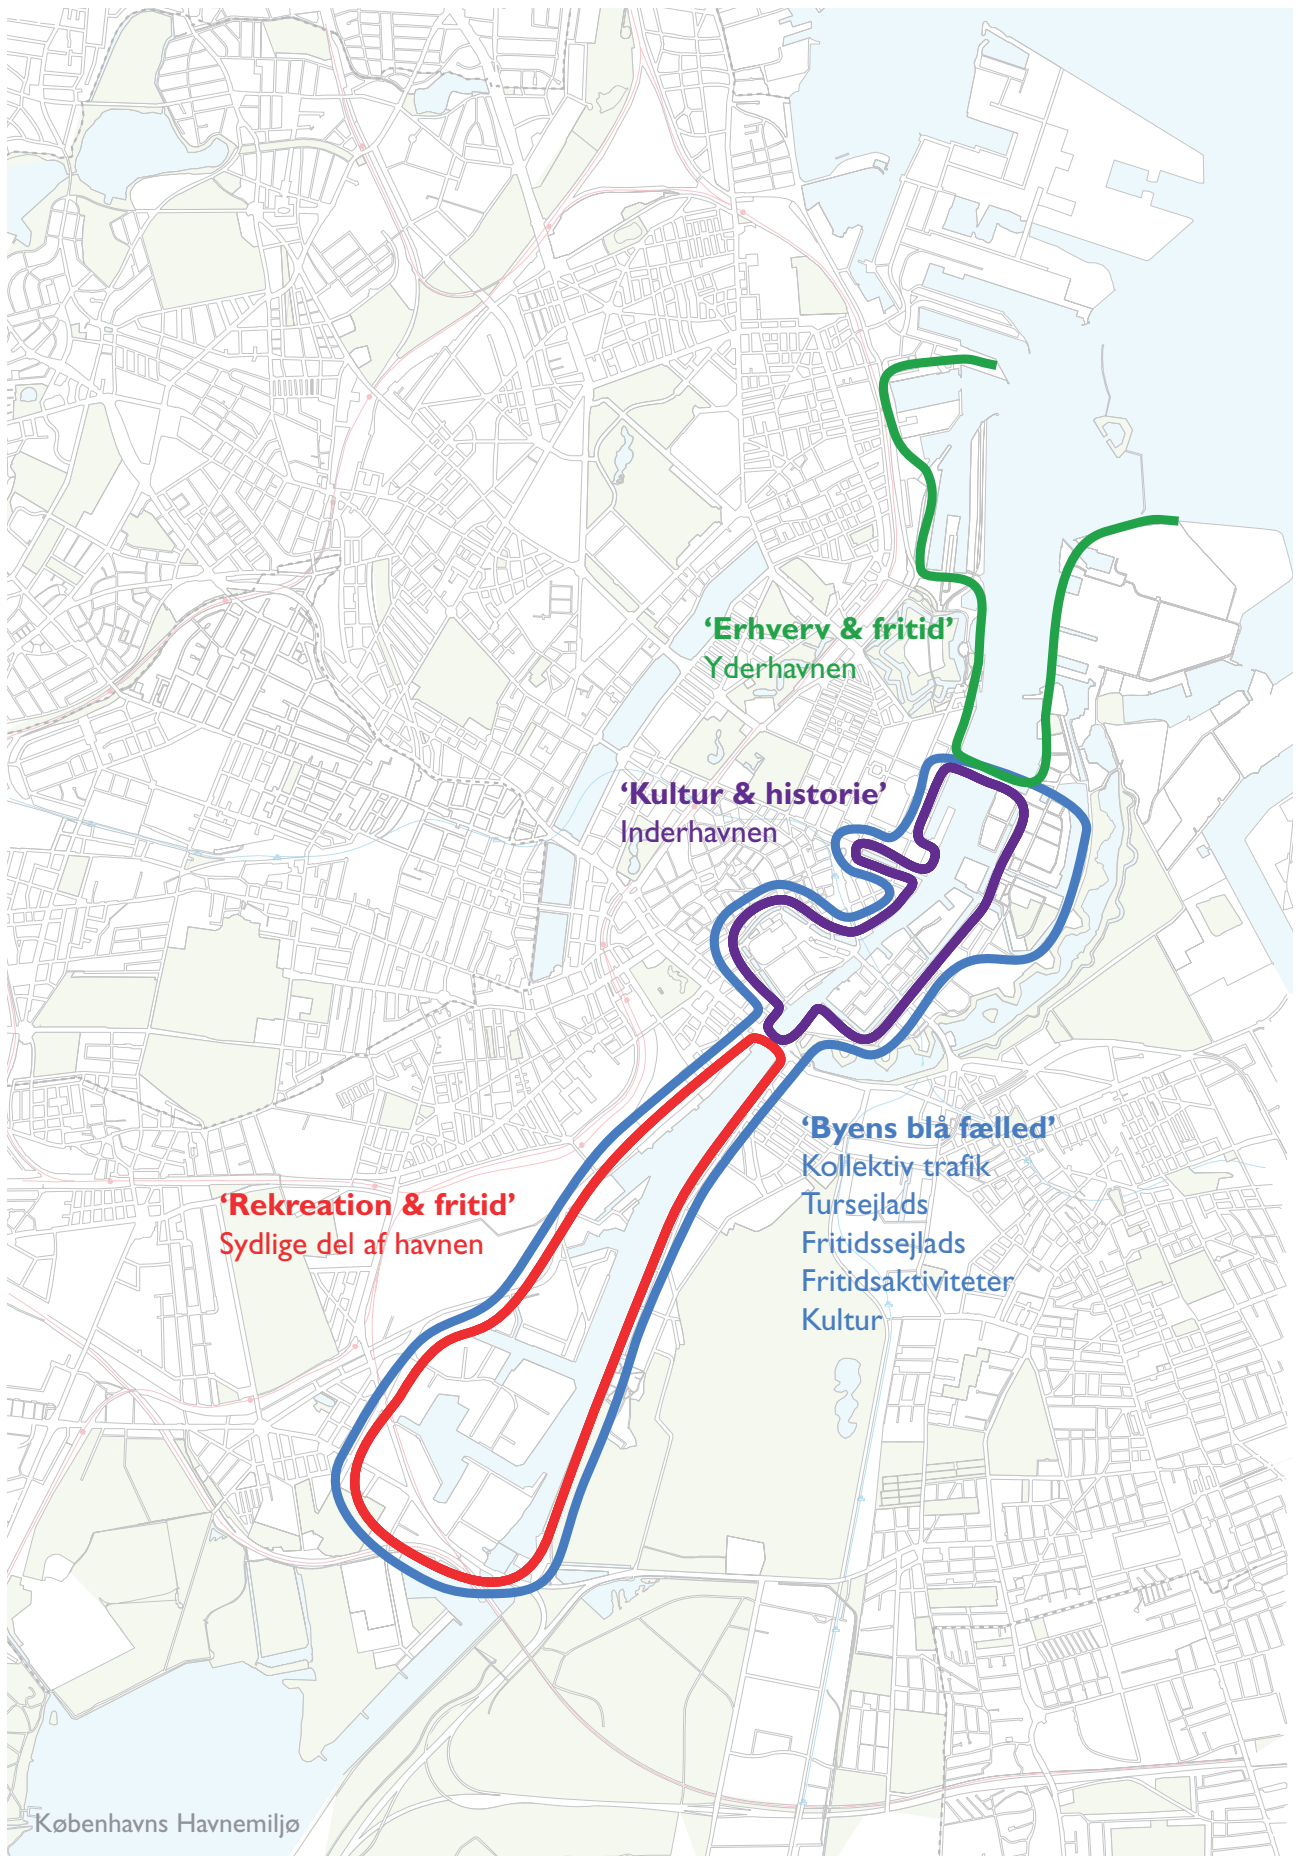 ‘Erhverv & fritid’
Yderhavnen
‘Kultur & historie’
Inderhavnen
‘Byens blå fælled’
Kollektiv trafik
Tursejlads
Fritidssejlads
Fritidsaktiviteter
Kultur
‘Rekreation & fritid’
Sydlige del af havnen
Københavns Havnemiljø